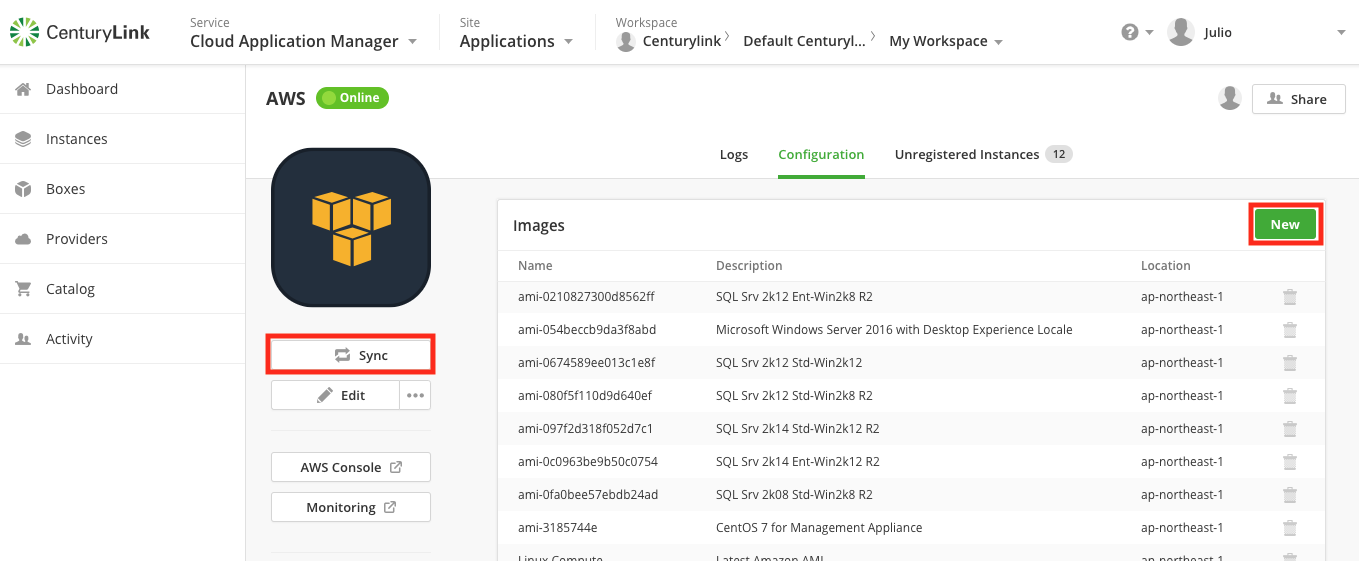 CenturyLink
Service
Cloud Application Manager
Site
Applications
Workspace
Centurylink
Default Centuryl...
My Workspace
?
Julio
Dashboard
Instances
Boxes
Providers
Catalog
Activity
AWS
Online
Share
Logs
Configuration
Unregistered Instances 12
Sync
Edit
AWS Console
Monitoring
Images
New
Name Description Location
ami-0210827300d8562ff SQL Srv 2k12 Ent-Win2k8 R2 ap-northeast-1
ami-054beccb9da3f8abd Microsoft Windows Server 2016 with Desktop Experience Locale ap-northeast-1
ami-0674589ee013c1e8f SQL Srv 2k12 Std-Win2k12 ap-northeast-1
ami-080f5f110d9d640ef SQL Srv 2k12 Std-Win2k8 R2 ap-northeast-1
ami-097f2d318f052d7c1 SQL Srv 2k14 Std-Win2k12 R2 ap-northeast-1
ami-0c0963be9b50c0754 SQL Srv 2k14 Ent-Win2k12 R2 ap-northeast-1
ami-0fa0bee57ebdb24ad SQL Srv 2k08 Std-Win2k8 R2 ap-northeast-1
ami-3185744e CentOS 7 for Management Appliance ap-northeast-1
Linux Compute Latest Amazon AMI ap-northeast-1